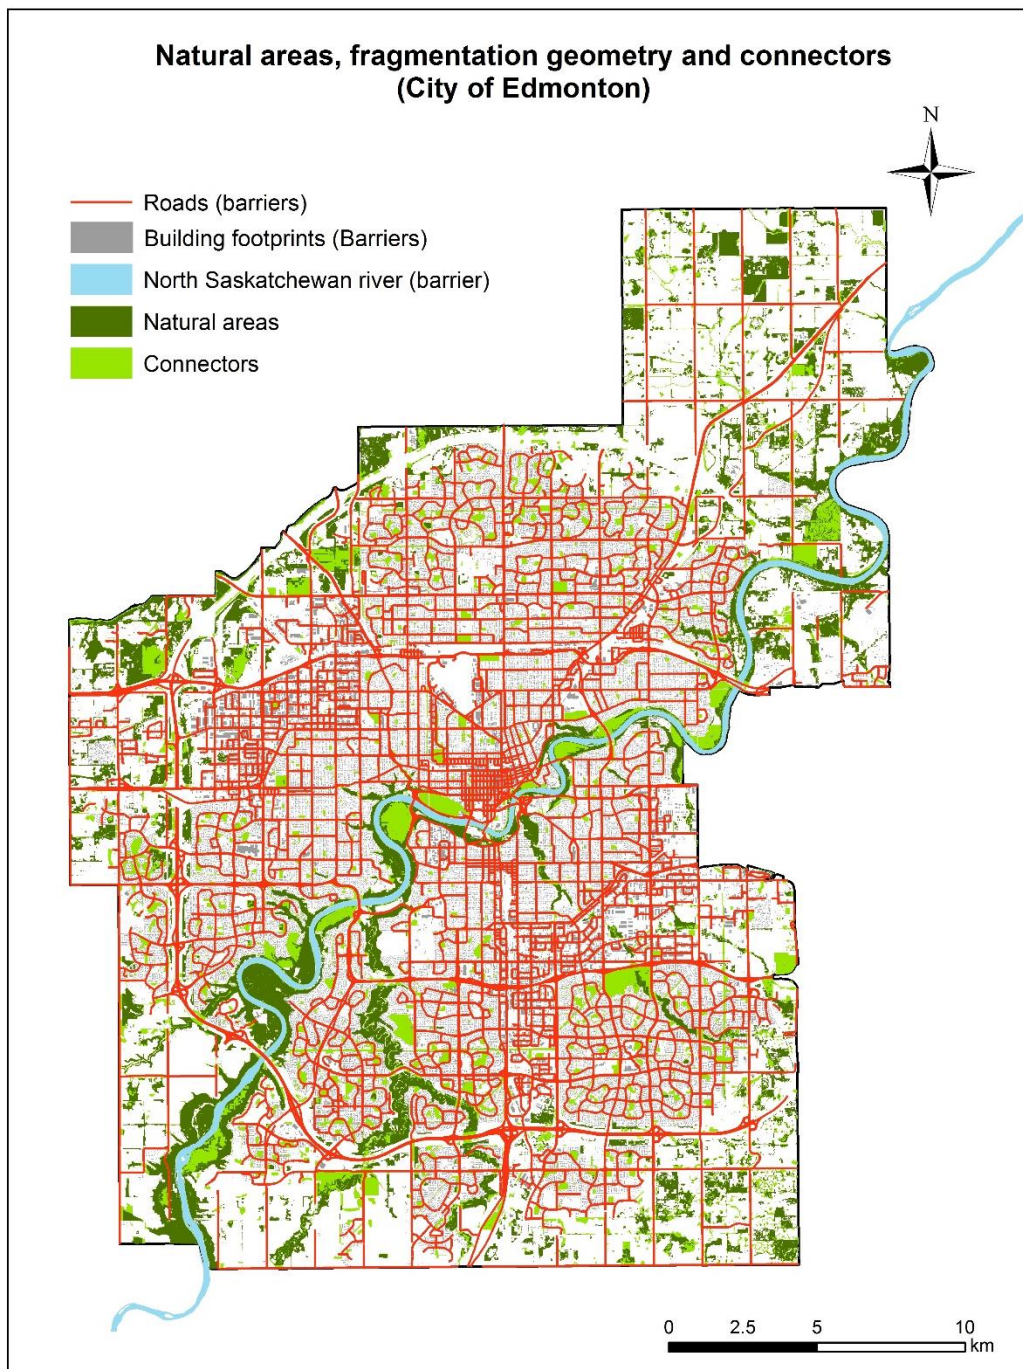 Natural areas, fragmentation geometry and connectors
(City of Edmonton)
N
Roads (barriers)
Building footprints (Barriers)
North Saskatchewan river (barrier)
Natural areas
Connectors
0 2.5 5 10
km